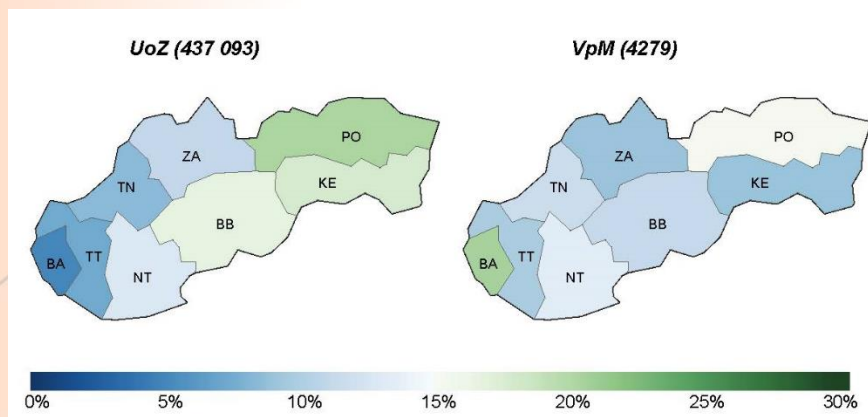 UoZ (437 093)
VpM (4279)
PO
ZA
KE
TN
BB
BA
TT
NT
PO
ZA
KE
TN
BB
BA
TT
NT
0% 5% 10% 15% 20% 25% 30%